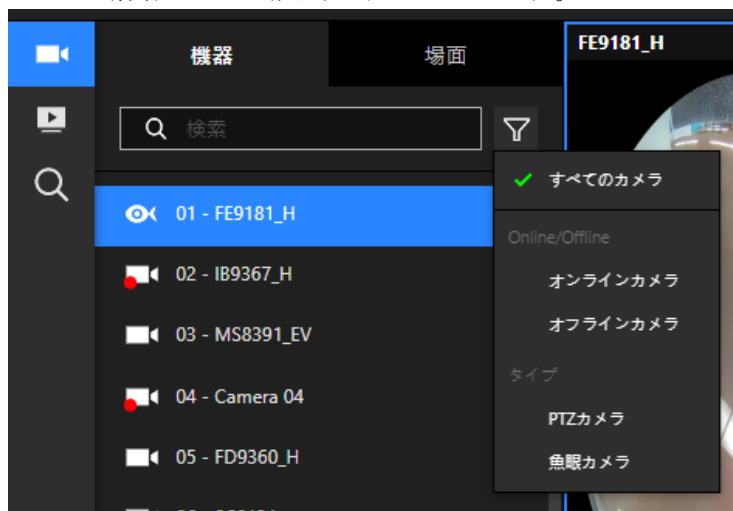 機器
場面
FE9181_H
検索
すべてのカメラ
01 - FE9181_H
Online/Offline
02 - IB9367_H
オンラインカメラ
オフラインカメラ
03 - MS8391_EV
タイプ
04 - Camera 04
PTZカメラ
05 - FD9360_H
魚眼カメラ